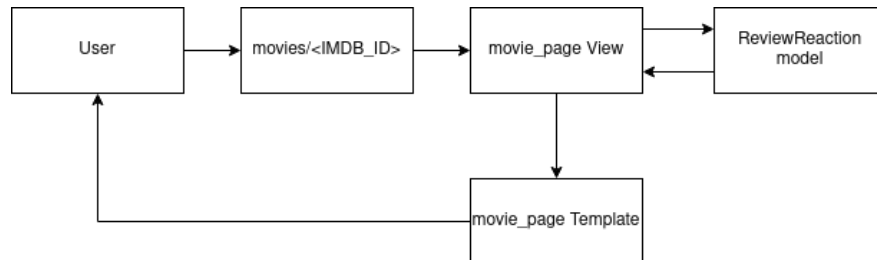 User
movies/<IMDB_ID>
movie_page View
ReviewReaction
model
movie_page Template